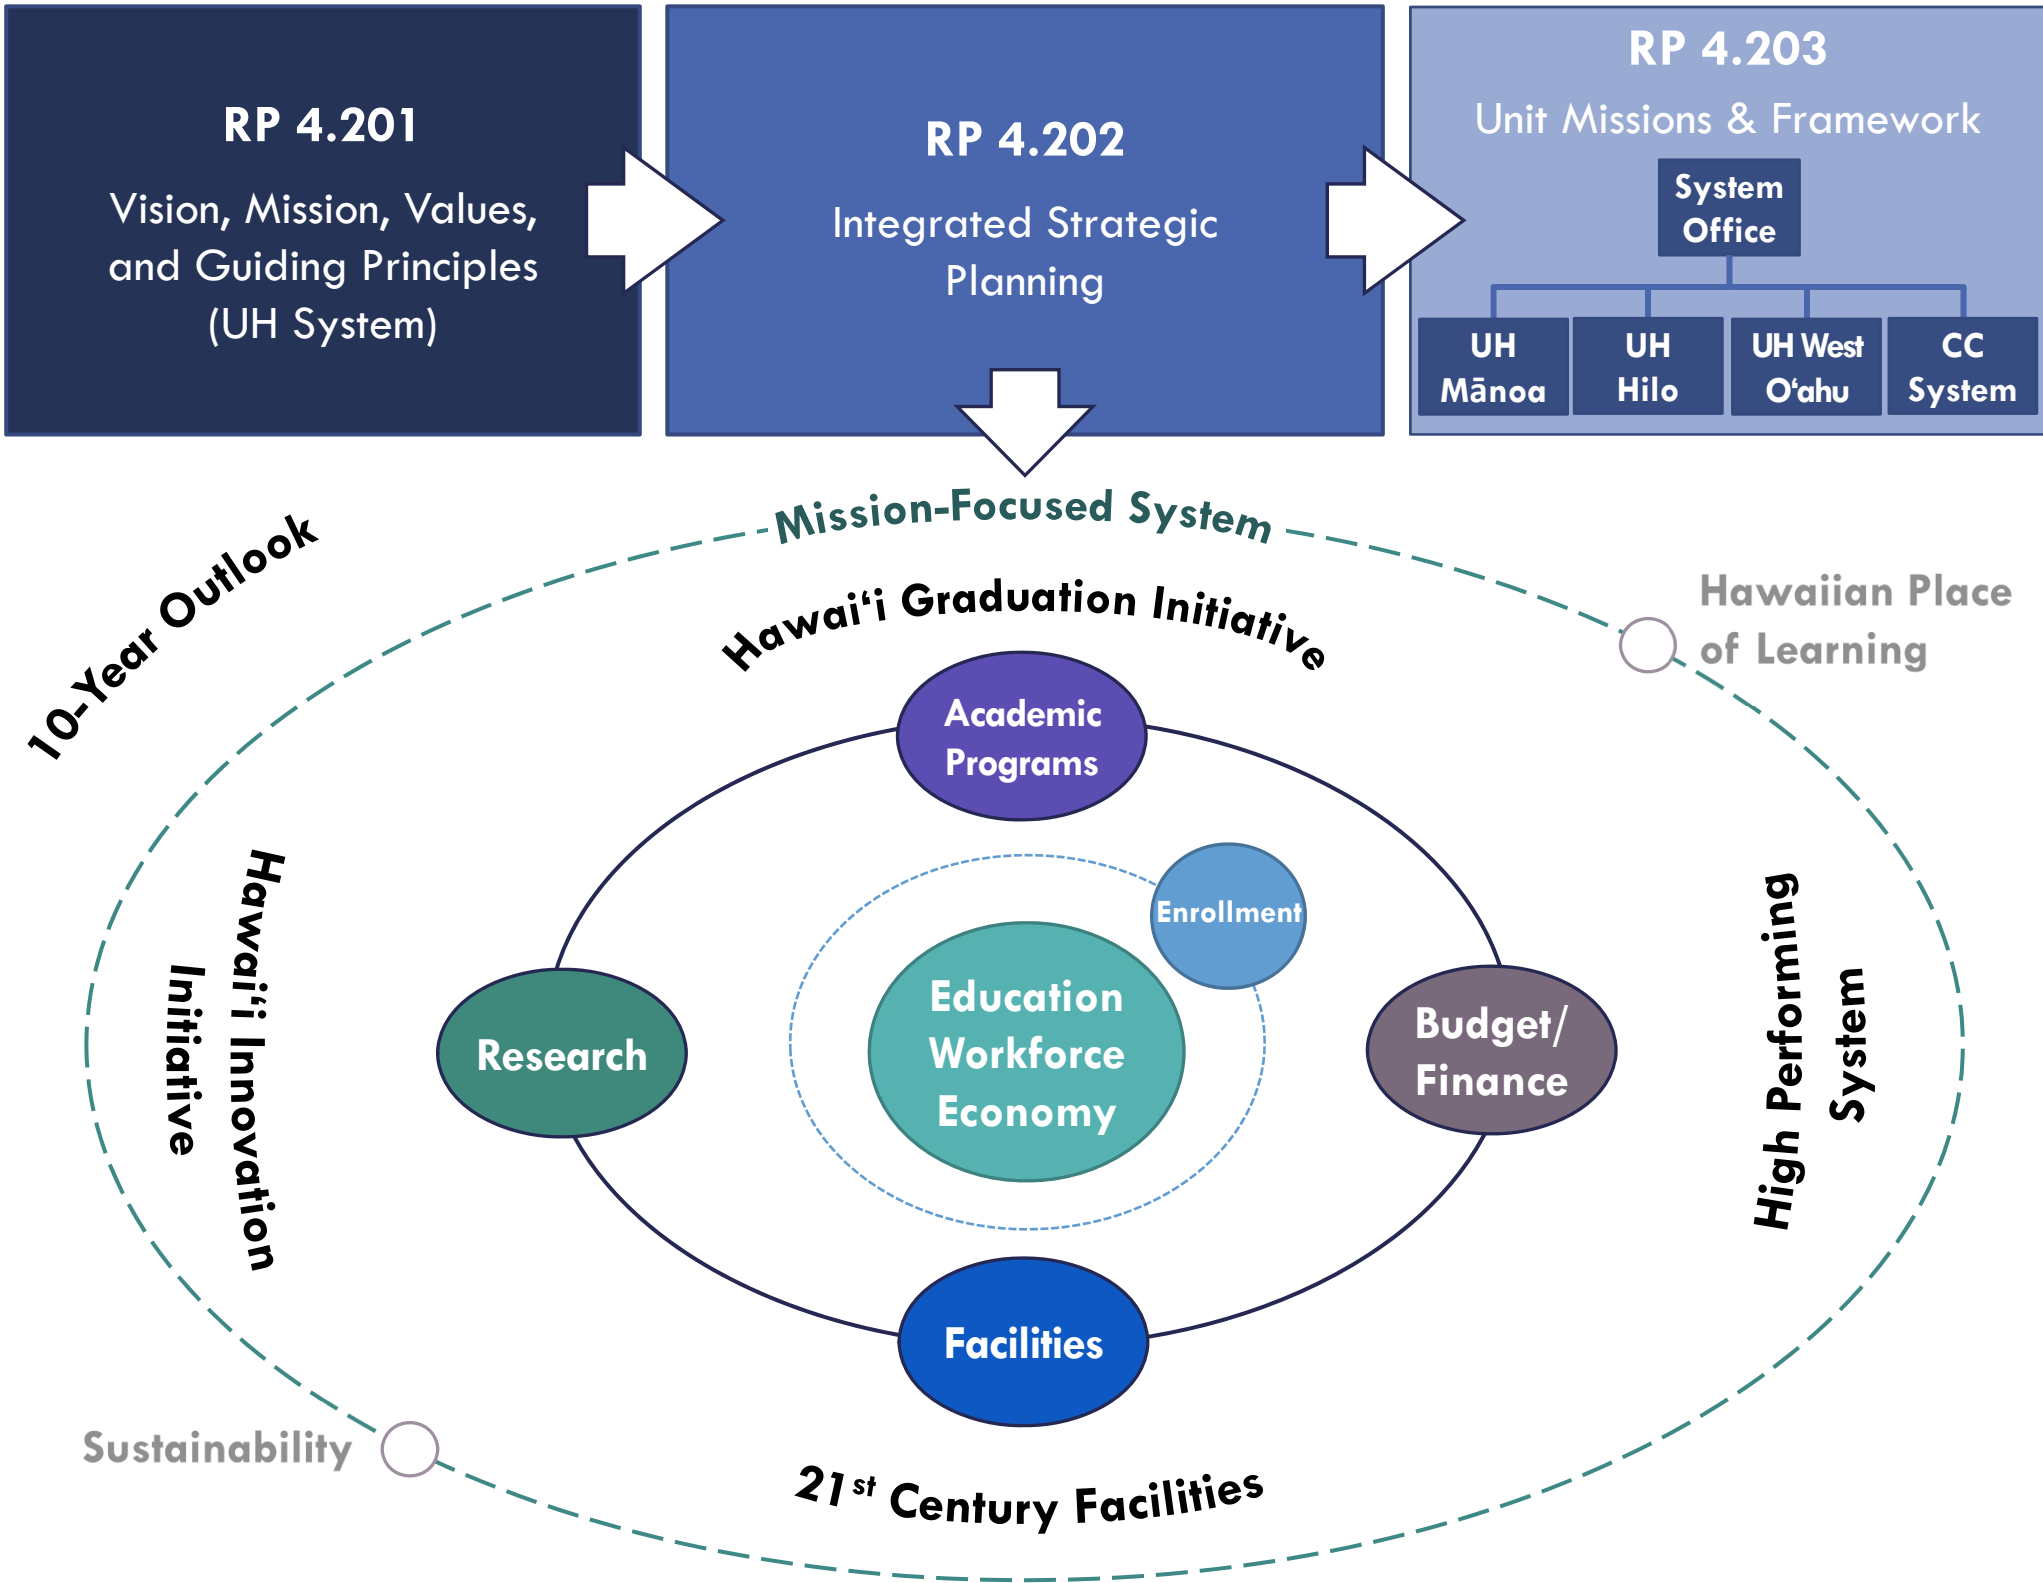 RP 4.201
Vision, Mission, Values,
and Guiding Principles
(UH System)
RP 4.202
Integrated Strategic
Planning
RP 4.203
Unit Missions & Framework
System
Office
UH
Mānoa
UH
Hilo
UH West
Oʻahu
CC
System
10-Year Outlook
Mission-Focused System
Hawaiian Place
of Learning
Hawaiʻi Graduation Initiative
Academic
Programs
Enrollment
Hawaiʻi Innovation
Initiative
Research
Education
Workforce
Economy
Budget/
Finance
High Performing
System
Facilities
Sustainability
21st Century Facilities